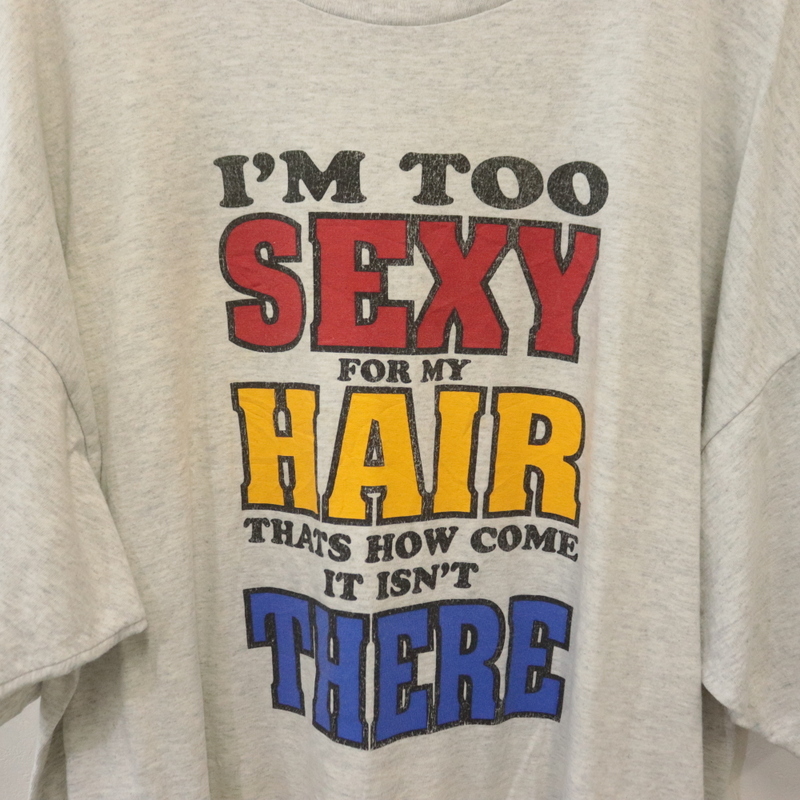 I'M TOO
SEXY
FOR MY
HAIR
THATS HOW COME
IT ISN'T
THERE